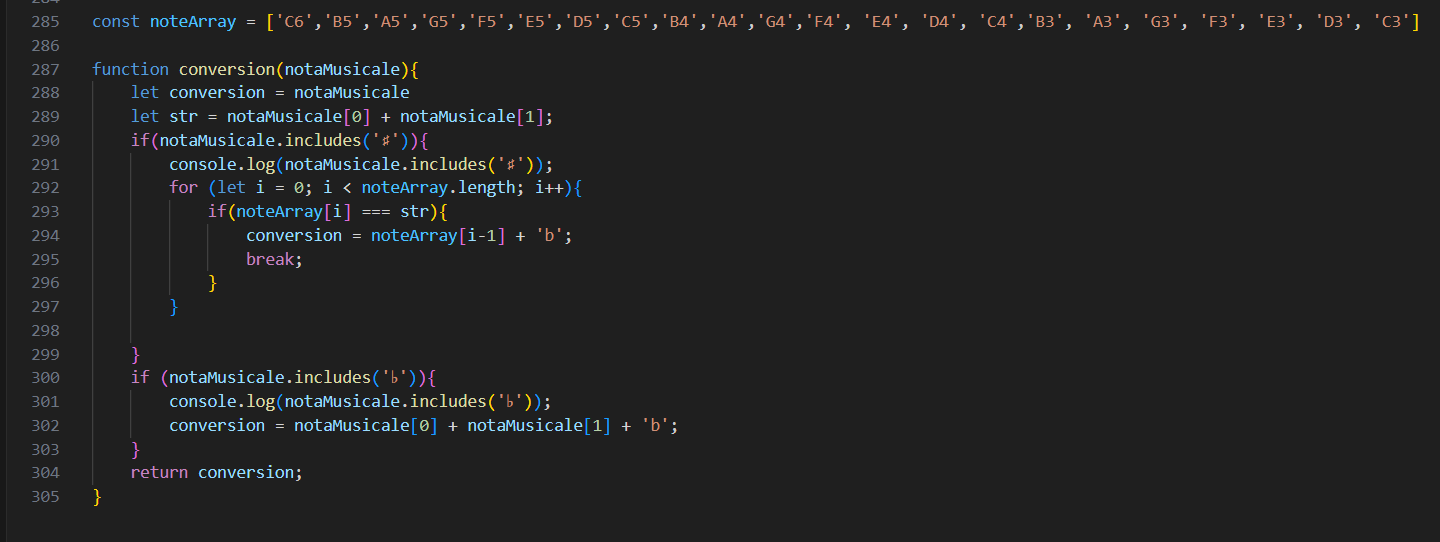 285 const noteArray = ['C6','B5','A5','G5','F5','E5','D5','C5','B4','A4','G4','F4', 'E4', 'D4', 'C4','B3', 'A3', 'G3', 'F3', 'E3', 'D3', 'C3']
286
287 function conversion(notaMusicale){
288 let conversion = notaMusicale
289 let str = notaMusicale[0] + notaMusicale[1];
290 if(notaMusicale.includes('♯')){
291 console.log(notaMusicale.includes('♯'));
292 for (let i = 0; i < noteArray.length; i++){
293 if(noteArray[i] === str){
294 conversion = noteArray[i-1] + 'b';
295 break;
296 }
297 }
298
299 }
300 if (notaMusicale.includes('♭')){
301 console.log(notaMusicale.includes('♭'));
302 conversion = notaMusicale[0] + notaMusicale[1] + 'b';
303 }
304 return conversion;
305 }